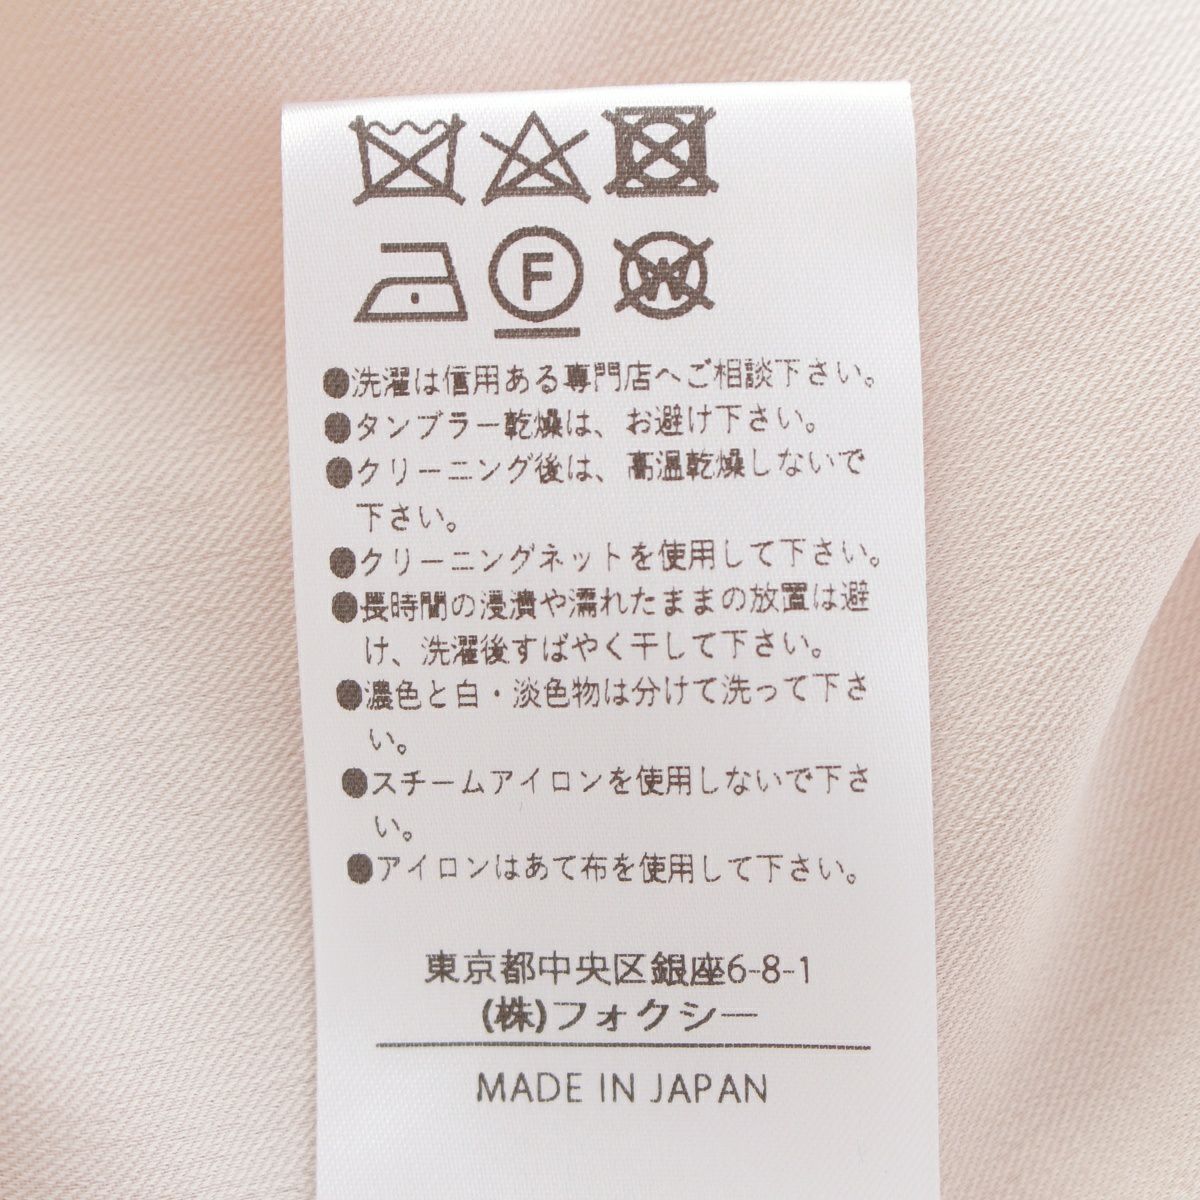 F
W
●洗濯は信用ある専門店へご相談下さい。
●タンブラー乾燥は、お避け下さい。
●クリーニング後は、高温乾燥しないで
下さい。
●クリーニングネットを使用して下さい。
●長時間の浸漬や濡れたままの放置は避
け、洗濯後すばやく干して下さい。
●濃色と白・淡色物は分けて洗って下さ
い。
●スチームアイロンを使用しないで下さ
い。
●アイロンはあて布を使用して下さい。
東京都中央区銀座6-8-1
(株)フォクシー
MADE IN JAPAN